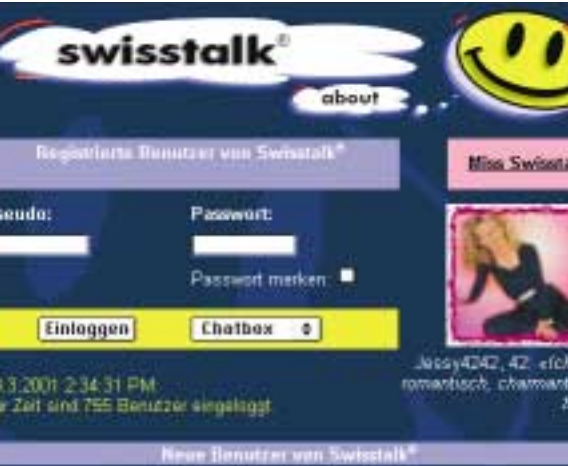 swisstalk®
about
Registrierte Benutzer von Swisstalk®
Miss Swissta
seudo:
Passwort:
Passwort merken:
Einloggen
Chatbox
.3.2001 2:34:31 PM
r Zeit sind 755 Benutzer eingeloggt
Jessy4242, 42: «Ich
romantisch, charmant
Neue Benutzer von Swisstalk®